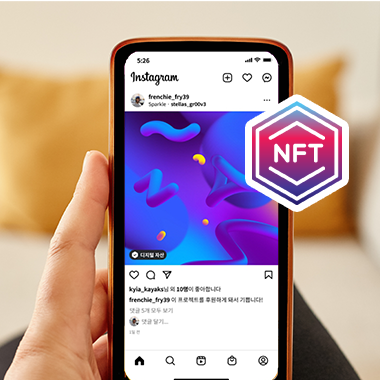 5:26
Instagram
frenchie_fry39
Sparkle · stellas_gr00v3
NFT
디지털 자산
kyia_kayaks님 외 10명이 좋아합니다
frenchie_fry39 이 프로젝트를 후원하게 돼서 기쁩니다!
댓글 5개 모두 보기
댓글 달기...